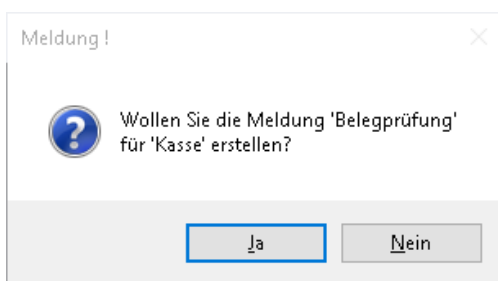 Meldung !
Wollen Sie die Meldung 'Belegprüfung'
für 'Kasse' erstellen?
Ja
Nein